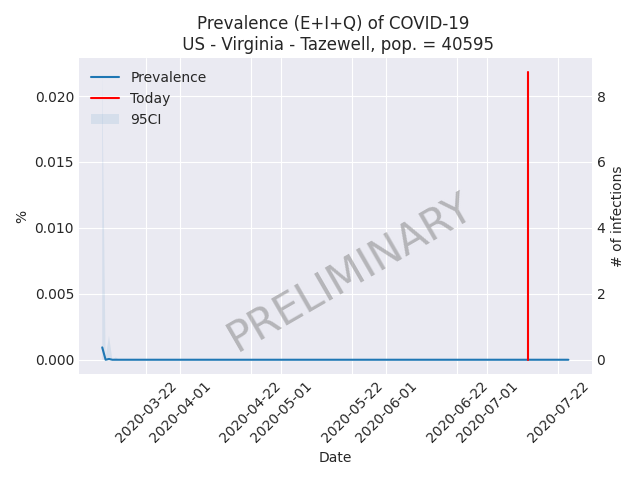 Prevalence (E+I+Q) of COVID-19
US - Virginia - Tazewell, pop. = 40595
Prevalence
Today
95CI
0.020
0.015
0.010
0.005
0.000
%
8
6
4
2
0
# of infections
PRELIMINARY
2020-03-22
2020-04-01
2020-04-22
2020-05-01
2020-05-22
2020-06-01
2020-06-22
2020-07-01
2020-07-22
Date